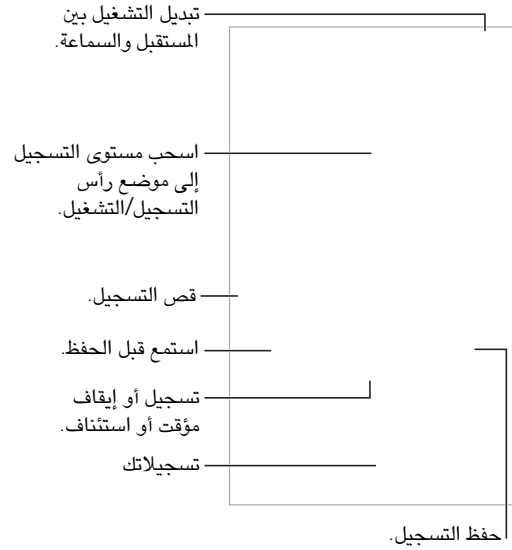 تبديل التشغيل بين
المستقبل والسماعة.
اسحب مستوى التسجيل
إلى موضع رأس
التسجيل/التشغيل.
قص التسجيل.
استمع قبل الحفظ.
تسجيل أو إيقاف
مؤقت أو استئناف.
تسجيلاتك
حفظ التسجيل.